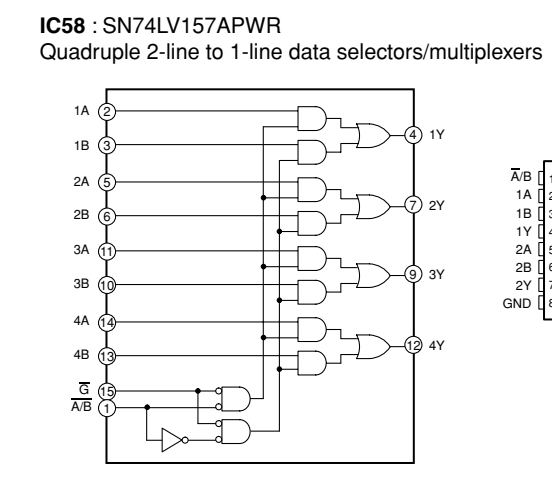 IC58 : SN74LV157APWR
Quadruple 2-line to 1-line data selectors/multiplexers
1A 2
1B 3
4 1Y
2A 5
2B 6
7 2Y
3A 11
3B 10
9 3Y
4A 14
4B 13
12 4Y
G̅ 15
A̅/̅B̅ 1
A̅/B 1
1A 2
1B 3
1Y 4
2A 5
2B 6
2Y 7
GND 8